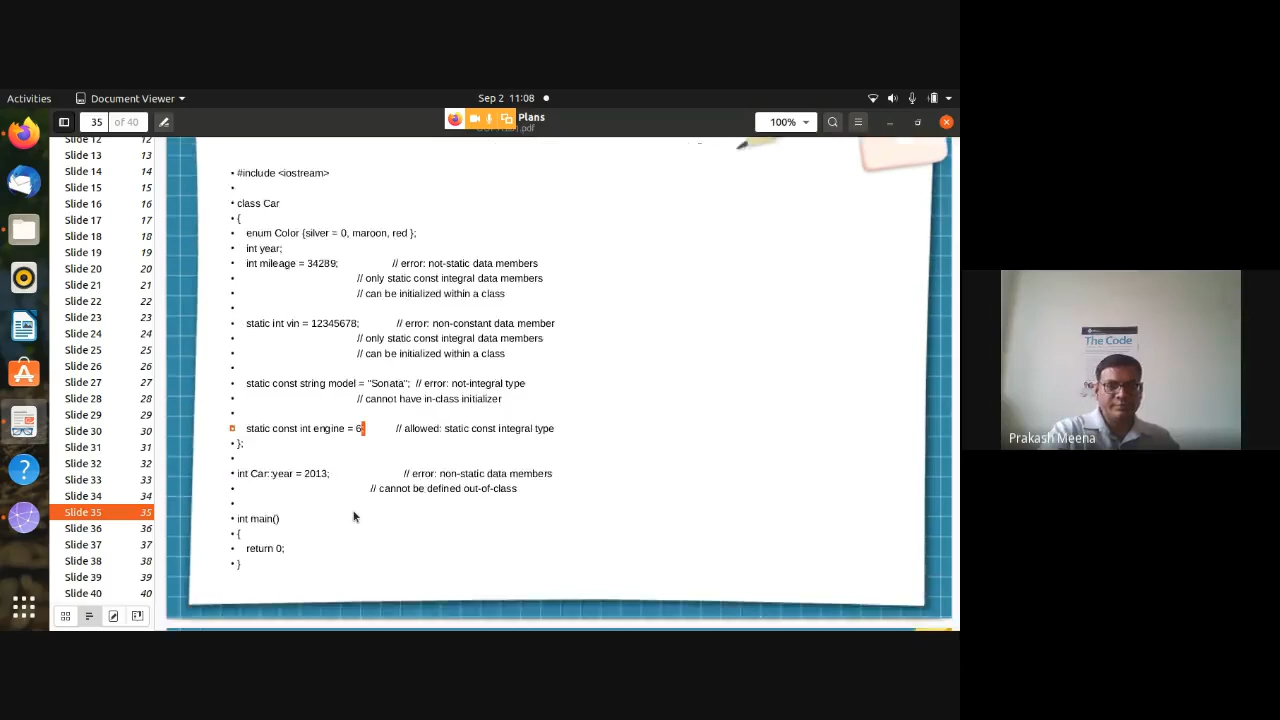 Activities
Document Viewer
Sep 2 11:08
35 of 40
Plans
.pdf
100%
Slide 12 12
Slide 13 13
Slide 14 14
Slide 15 15
Slide 16 16
Slide 17 17
Slide 18 18
Slide 19 19
Slide 20 20
Slide 21 21
Slide 22 22
Slide 23 23
Slide 24 24
Slide 25 25
Slide 26 26
Slide 27 27
Slide 28 28
Slide 29 29
Slide 30 30
Slide 31 31
Slide 32 32
Slide 33 33
Slide 34 34
Slide 35 35
Slide 36 36
Slide 37 37
Slide 38 38
Slide 39 39
Slide 40 40
• #include <iostream>
•
• class Car
• {
• enum Color {silver = 0, maroon, red };
• int year;
• int mileage = 34289; // error: not-static data members
• // only static const integral data members
• // can be initialized within a class
•
• static int vin = 12345678; // error: non-constant data member
• // only static const integral data members
• // can be initialized within a class
•
• static const string model = "Sonata"; // error: not-integral type
• // cannot have in-class initializer
•
• static const int engine = 6; // allowed: static const integral type
• };
•
• int Car::year = 2013; // error: non-static data members
• // cannot be defined out-of-class
•
• int main()
• {
• return 0;
• }
The Code
Prakash Meena